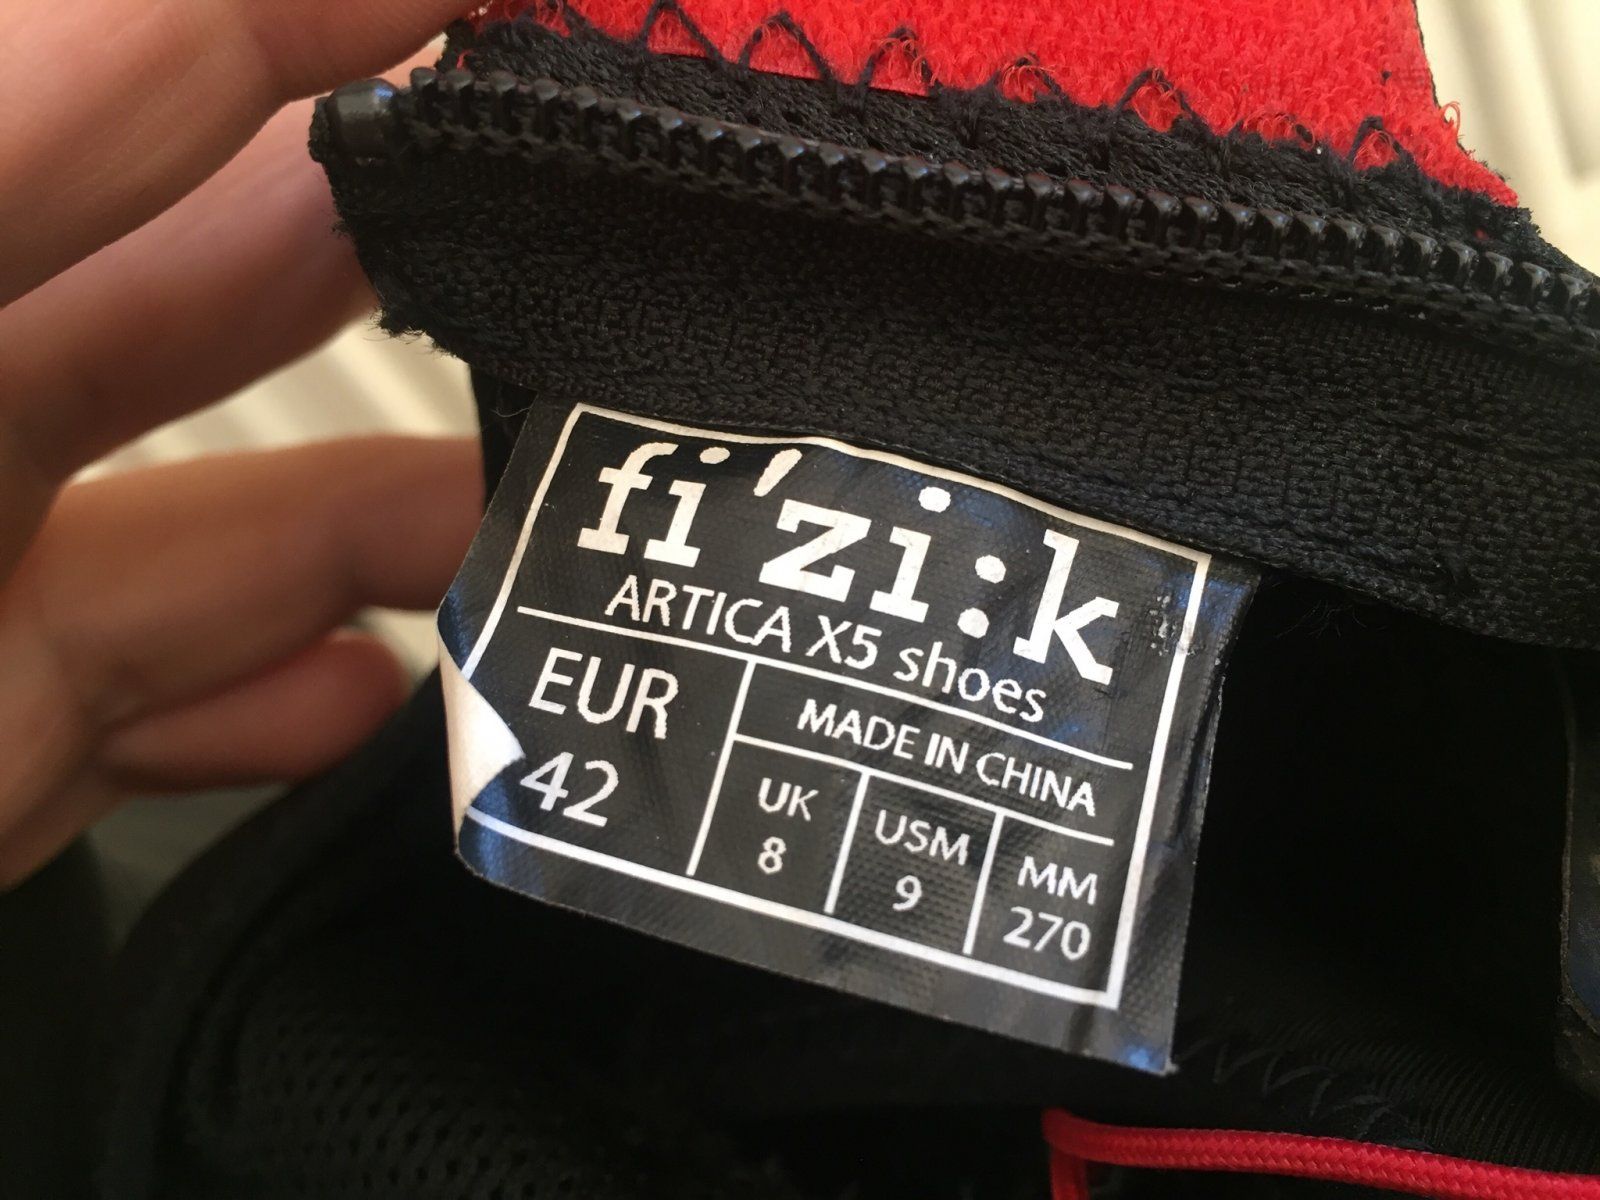 fi'zi:k
ARTICA X5 shoes
EUR
42
MADE IN CHINA
UK
8
USM
9
MM
270